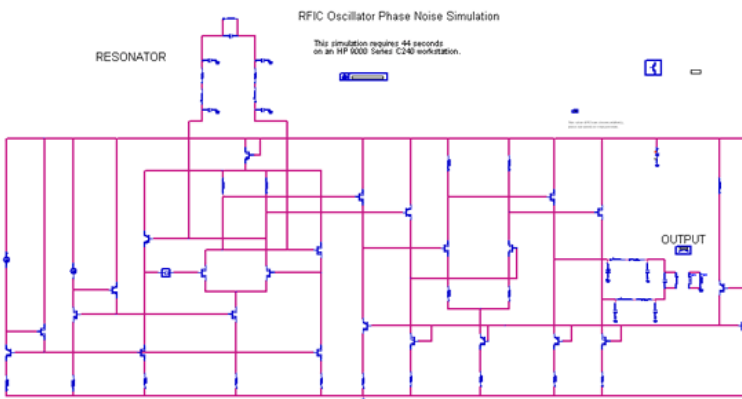 RFIC Oscillator Phase Noise Simulation
This simulation requires 44 seconds
on an HP 9000 Series C240 workstation.
RESONATOR
OUTPUT